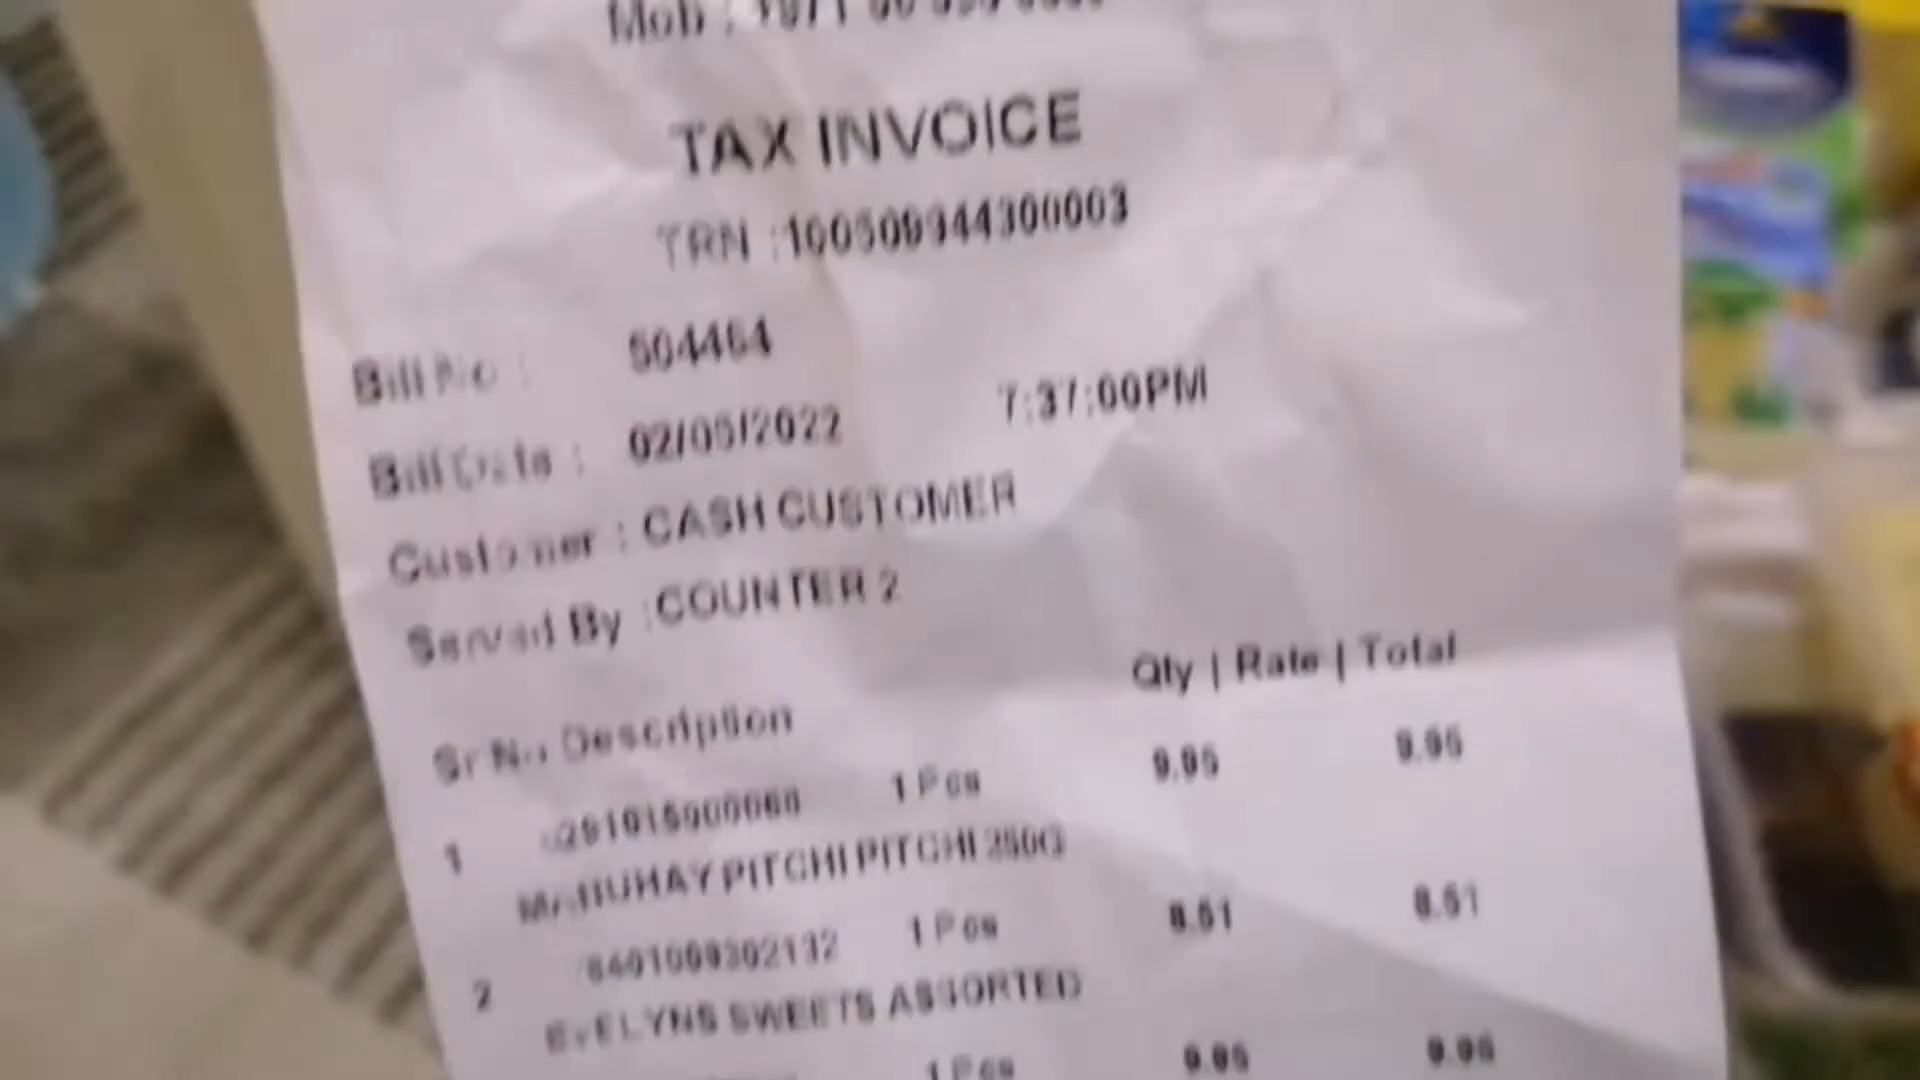 TAX INVOICE
TRN :100509944300003
Bill No : 504464
Bill Date : 02/05/2022 7:37:00PM
Customer : CASH CUSTOMER
Served By : COUNTER 2
Sr No. Description Qty | Rate | Total
1 1 Pcs 9.95 9.95
MABUHAY PITCHI PITCHI 250G
2 1 Pcs 8.51 8.51
EVELYNS SWEETS ASSORTED
1 Pcs 9.95 9.95